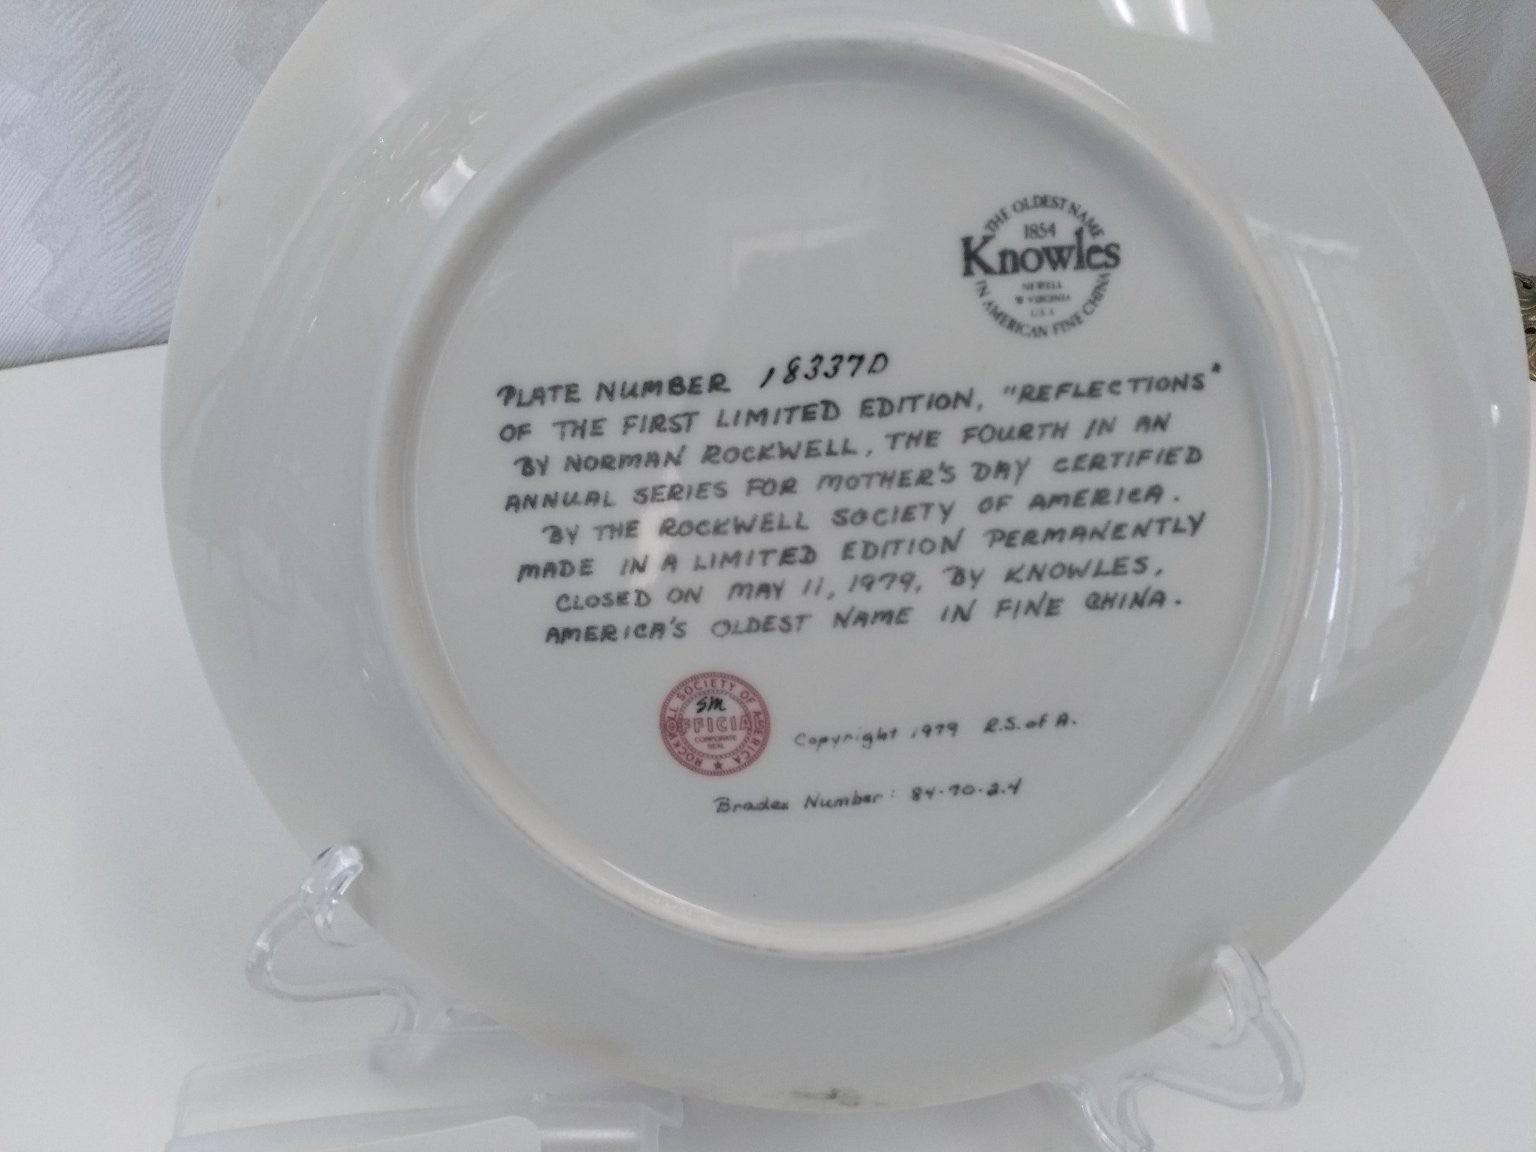 THE OLDEST NAME
1854
Knowles
NEWELL
W VIRGINIA
U.S.A
IN AMERICAN FINE CHINA
PLATE NUMBER 18337D
OF THE FIRST LIMITED EDITION, "REFLECTIONS"
BY NORMAN ROCKWELL, THE FOURTH IN AN
ANNUAL SERIES FOR MOTHER'S DAY CERTIFIED
BY THE ROCKWELL SOCIETY OF AMERICA.
MADE IN A LIMITED EDITION PERMANENTLY
CLOSED ON MAY 11, 1979, BY KNOWLES,
AMERICA'S OLDEST NAME IN FINE CHINA.
ROCKWELL SOCIETY OF AMERICA
SM
OFFICIAL
CORPORATE
SEAL
Copyright 1979 R.S. of A.
Bradex Number: 84-70-2.4